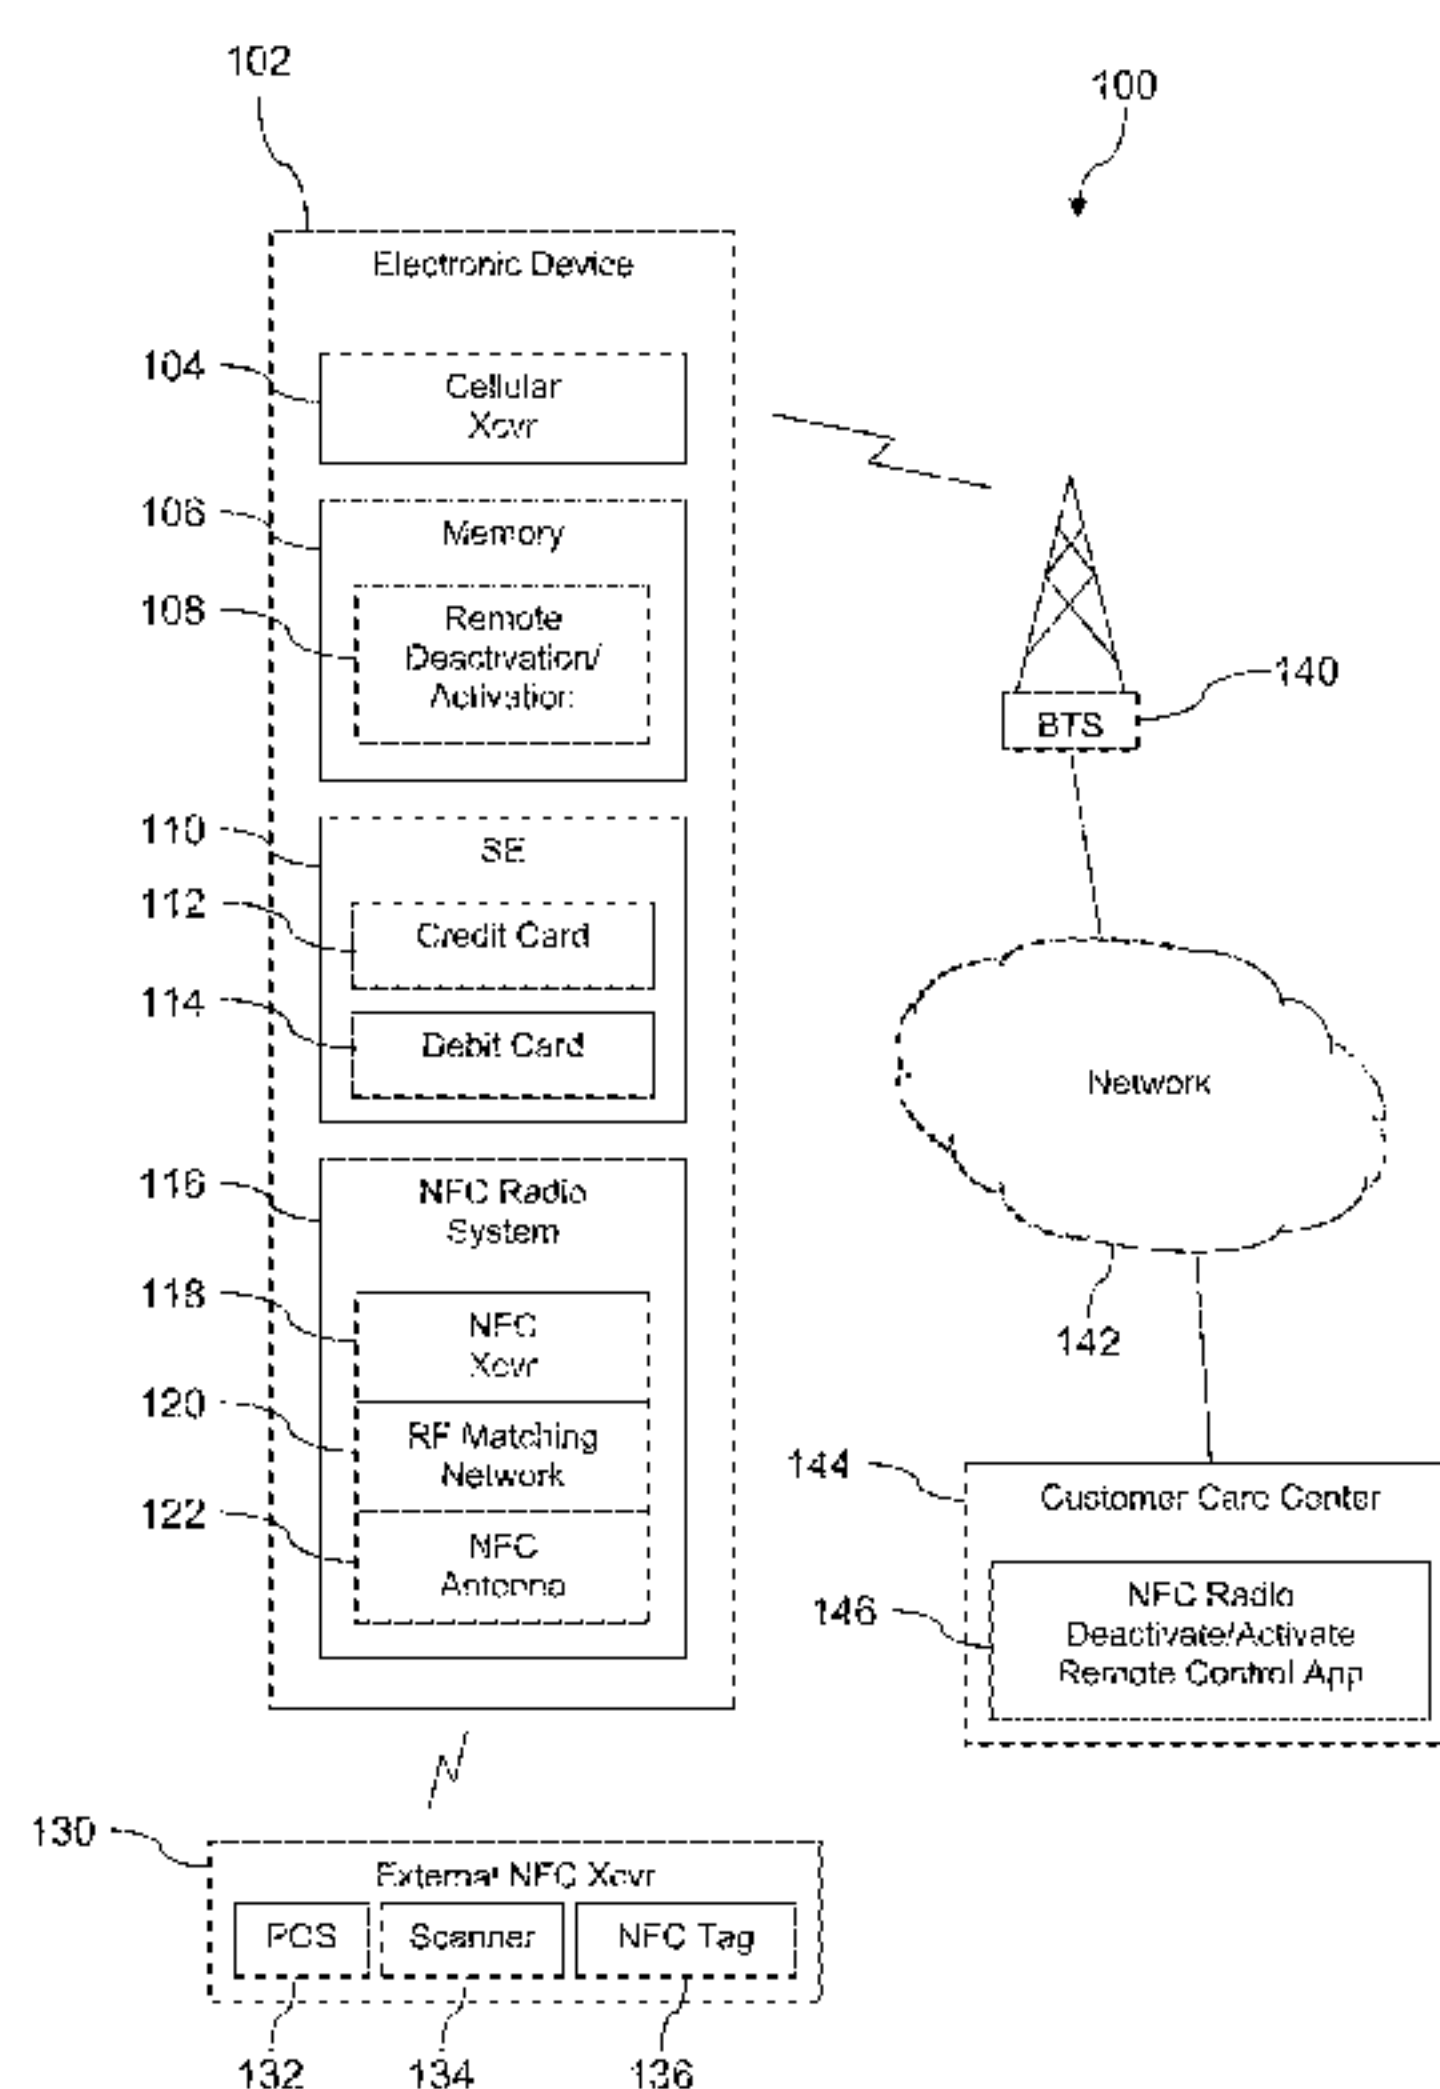 102
100
Electronic Device
104
Cellular
Xcvr
106
Memory
108
Remote
Deactivation/
Activation
140
BTS
110
SE
112
Credit Card
114
Debit Card
Network
142
116
NFC Radio
System
118
NFC
Xcvr
120
RF Matching
Network
122
NFC
Antenna
144
Customer Care Center
146
NFC Radio
Deactivate/Activate
Remote Control App
130
External NFC Xcvr
POS
Scanner
NFC Tag
132
134
136